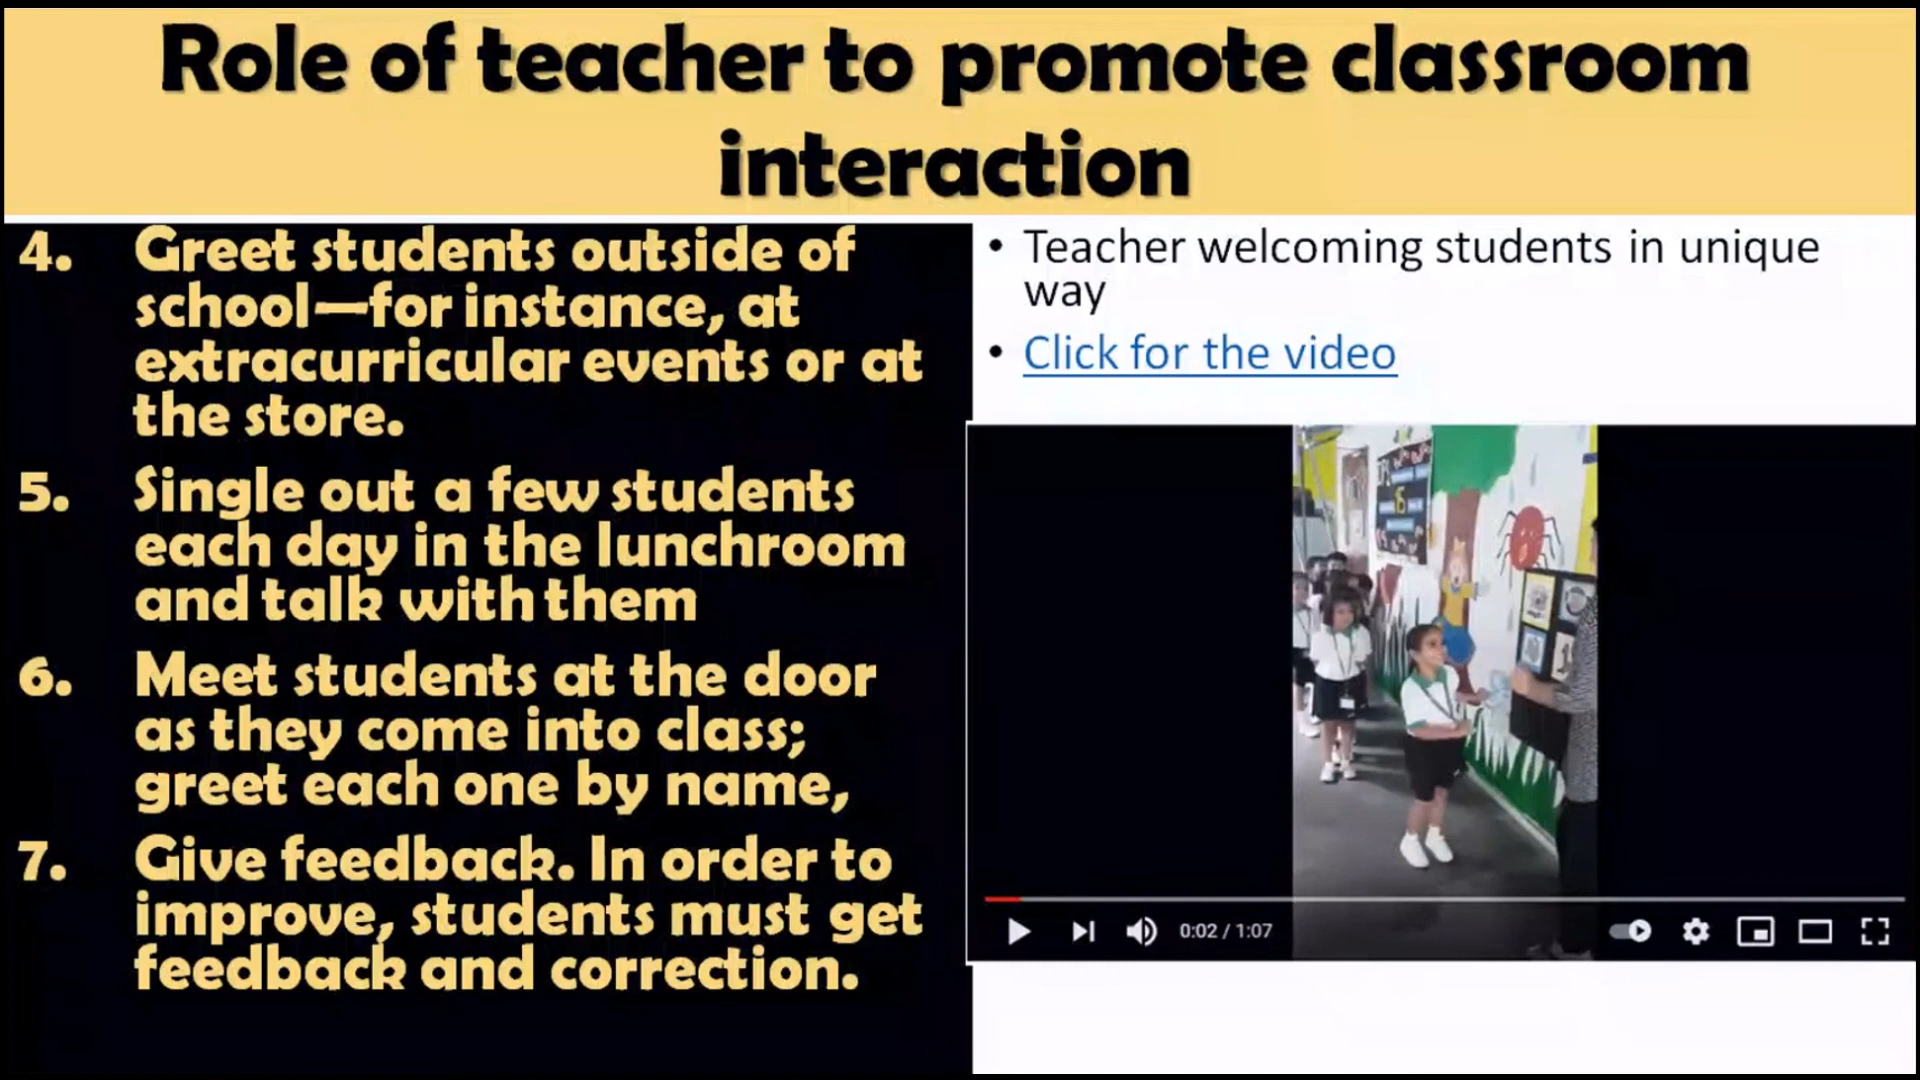 Role of teacher to promote classroom
interaction
4. Greet students outside of
school—for instance, at
extracurricular events or at
the store.
5. Single out a few students
each day in the lunchroom
and talk with them
6. Meet students at the door
as they come into class;
greet each one by name,
7. Give feedback. In order to
improve, students must get
feedback and correction.
• Teacher welcoming students in unique
way
• Click for the video
15
0:02 / 1:07